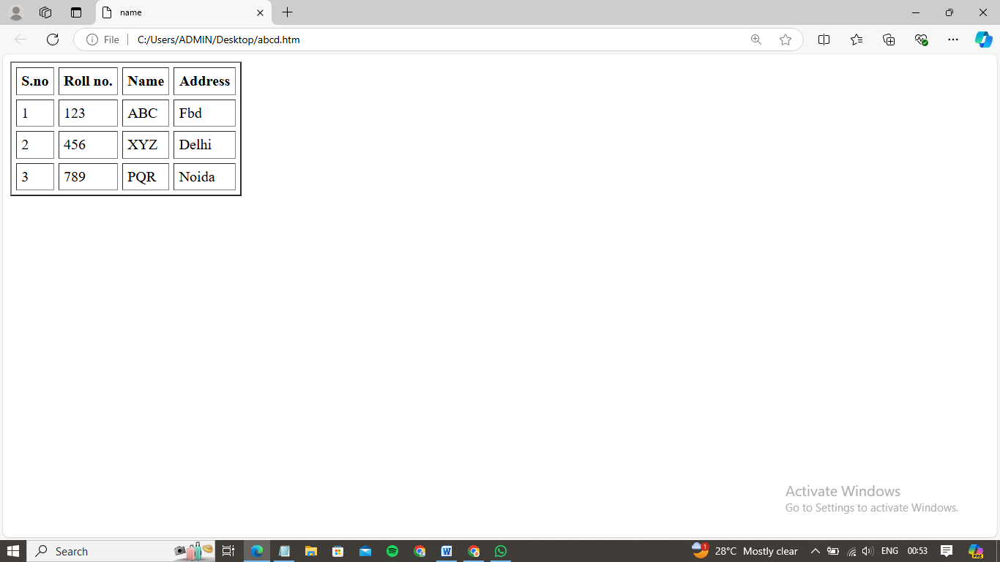 name
File C:/Users/ADMIN/Desktop/abcd.htm
S.no Roll no. Name Address
1 123 ABC Fbd
2 456 XYZ Delhi
3 789 PQR Noida
Activate Windows
Go to Settings to activate Windows.
Search 1 28°C Mostly clear ENG 00:53 PRE